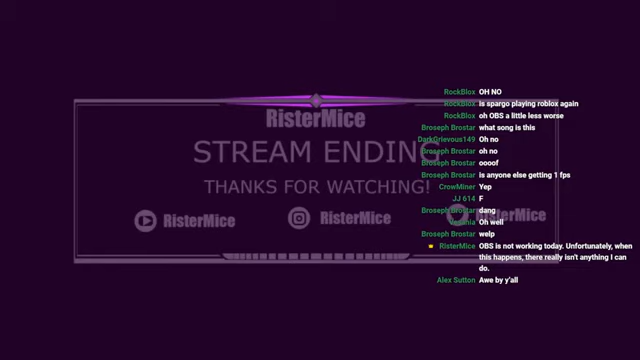 RisterMice
STREAM ENDING
THANKS FOR WATCHING!
RisterMice
RisterMice
RisterMice
RockBlox OH NO
RockBlox is spargo playing roblox again
RockBlox oh OBS a little less worse
Broseph Brostar what song is this
DarkGrievous149 Oh no
Broseph Brostar oh no
Broseph Brostar oooof
Broseph Brostar is anyone else getting 1 fps
CrowMiner Yep
JJ 614 F
Broseph Brostar dang
Oh well
Broseph Brostar welp
RisterMice OBS is not working today. Unfortunately, when
this happens, there really isn't anything I can
do.
Alex Sutton Awe by y'all